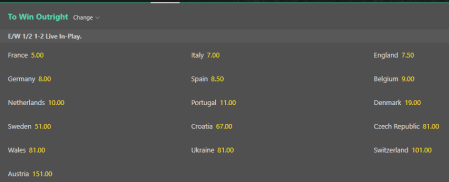 To Win Outright Change
E/W 1/2 1-2 Live In-Play.
France 5.00 Italy 7.00 England 7.50
Germany 8.00 Spain 8.50 Belgium 9.00
Netherlands 10.00 Portugal 11.00 Denmark 19.00
Sweden 51.00 Croatia 67.00 Czech Republic 81.00
Wales 81.00 Ukraine 81.00 Switzerland 101.00
Austria 151.00